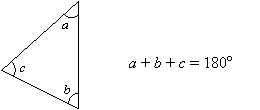 a
c
b
a + b + c = 180°